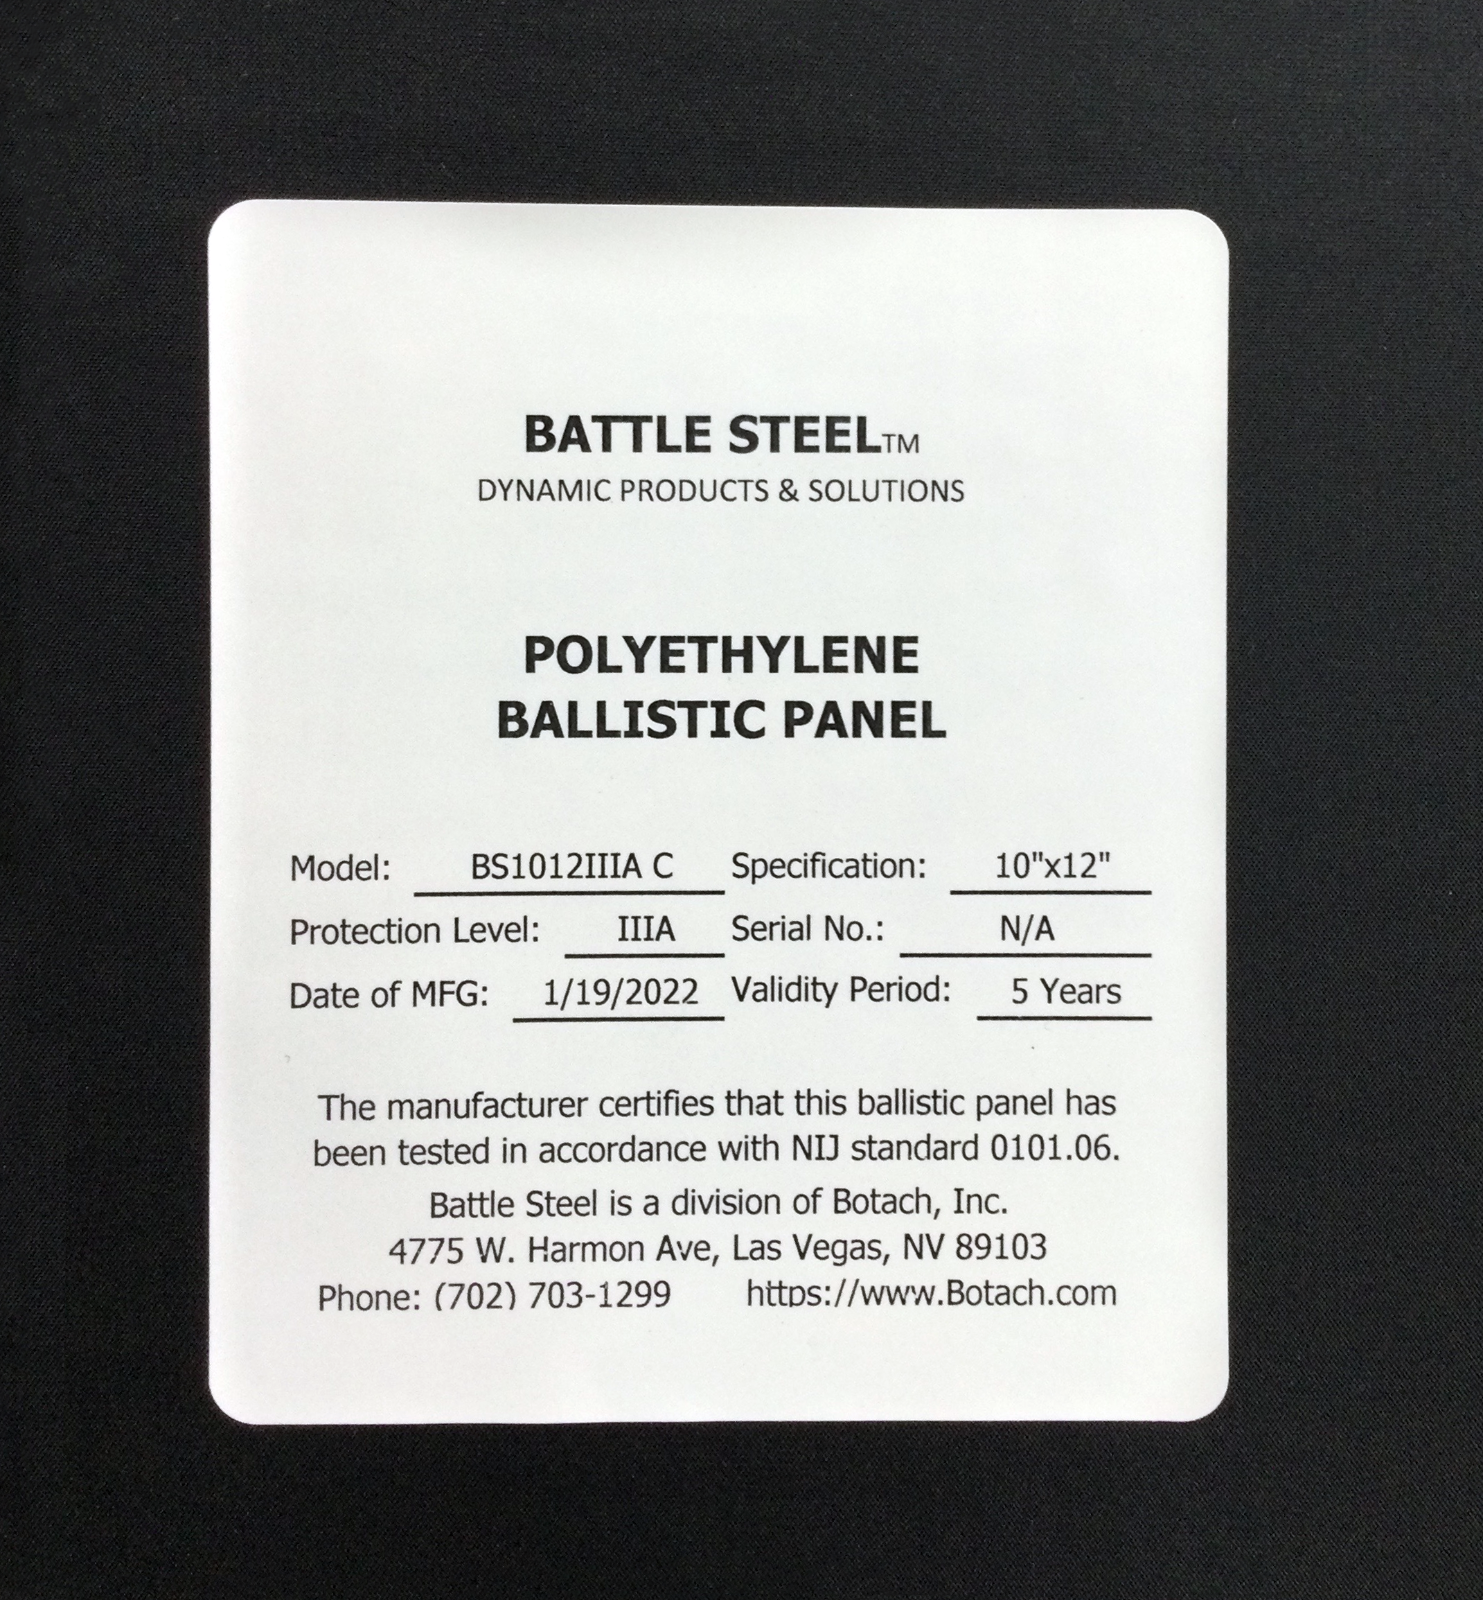 BATTLE STEEL™
DYNAMIC PRODUCTS & SOLUTIONS
POLYETHYLENE
BALLISTIC PANEL
Model: BS1012IIIA C Specification: 10"x12"
Protection Level: IIIA Serial No.: N/A
Date of MFG: 1/19/2022 Validity Period: 5 Years
The manufacturer certifies that this ballistic panel has
been tested in accordance with NIJ standard 0101.06.
Battle Steel is a division of Botach, Inc.
4775 W. Harmon Ave, Las Vegas, NV 89103
Phone: (702) 703-1299 https://www.Botach.com